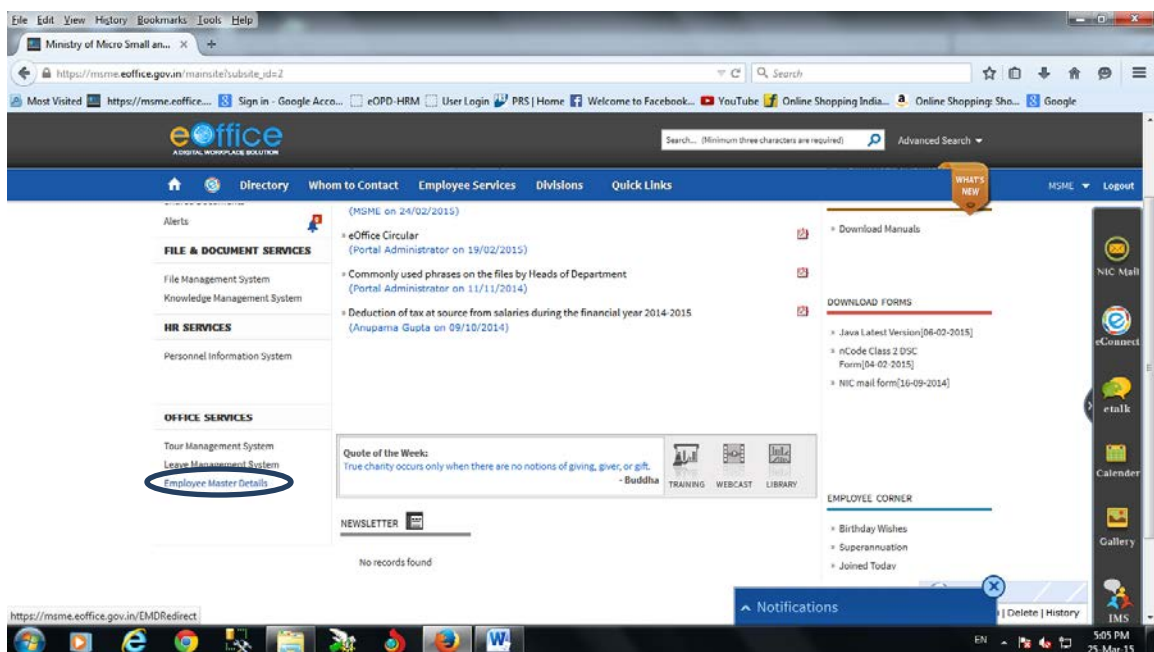 File Edit View History Bookmarks Tools Help
Ministry of Micro Small an... × +
https://msme.eoffice.gov.in/mainsite?subsite_id=2
Search
Most Visited https://msme.eoffice.... Sign in - Google Acco... eOPD-HRM User Login PRS | Home Welcome to Facebook... YouTube Online Shopping India... Online Shopping: Sho... Google
eOffice
A DIGITAL WORKPLACE SOLUTION
Search... (Minimum three characters are required)
Advanced Search
Directory Whom to Contact Employee Services Divisions Quick Links
WHAT'S NEW
MSME Logout
Alerts
FILE & DOCUMENT SERVICES
File Management System
Knowledge Management System
HR SERVICES
Personnel Information System
OFFICE SERVICES
Tour Management System
Leave Management System
Employee Master Details
(MSME on 24/02/2015)
» eOffice Circular
(Portal Administrator on 19/02/2015)
» Commonly used phrases on the files by Heads of Department
(Portal Administrator on 11/11/2014)
» Deduction of tax at source from salaries during the financial year 2014-2015
(Anupama Gupta on 09/10/2014)
Quote of the Week:
True charity occurs only when there are no notions of giving, giver, or gift.
- Buddha
TRAINING WEBCAST LIBRARY
NEWSLETTER
No records found
» Download Manuals
DOWNLOAD FORMS
» Java Latest Version[06-02-2015]
» nCode Class 2 DSC
Form[04-02-2015]
» NIC mail form[16-09-2014]
EMPLOYEE CORNER
» Birthday Wishes
» Superannuation
» Joined Today
NIC Mail
eConnect
etalk
Calender
Gallery
IMS
Notifications
| Delete | History
https://msme.eoffice.gov.in/EMDRedirect
EN
5:05 PM
25-Mar-15